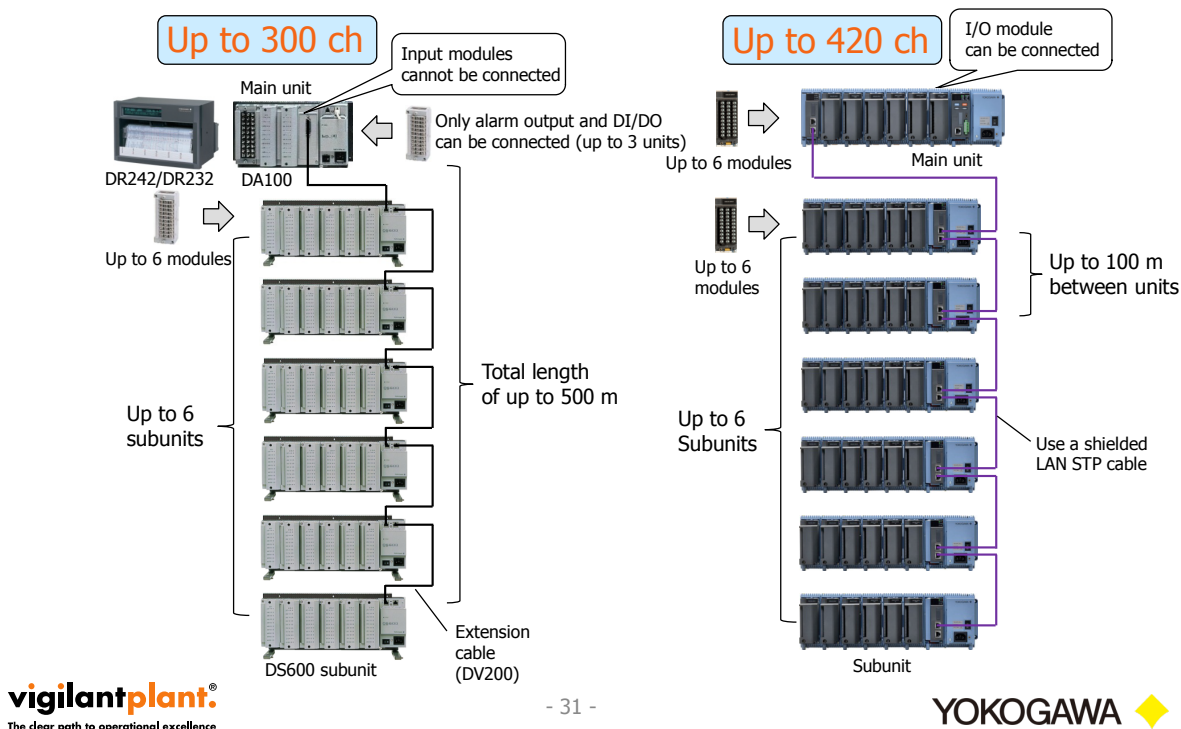 Up to 300 ch
Input modules
cannot be connected
Main unit
Only alarm output and DI/DO
can be connected (up to 3 units)
DR242/DR232
DA100
Up to 6 modules
Up to 6
subunits
Total length
of up to 500 m
Extension
cable
(DV200)
DS600 subunit
Up to 420 ch
I/O module
can be connected
Up to 6 modules
Main unit
Up to 6
modules
Up to 100 m
between units
Up to 6
Subunits
Use a shielded
LAN STP cable
Subunit
vigilantplant.®
The clear path to operational excellence
- 31 -
YOKOGAWA